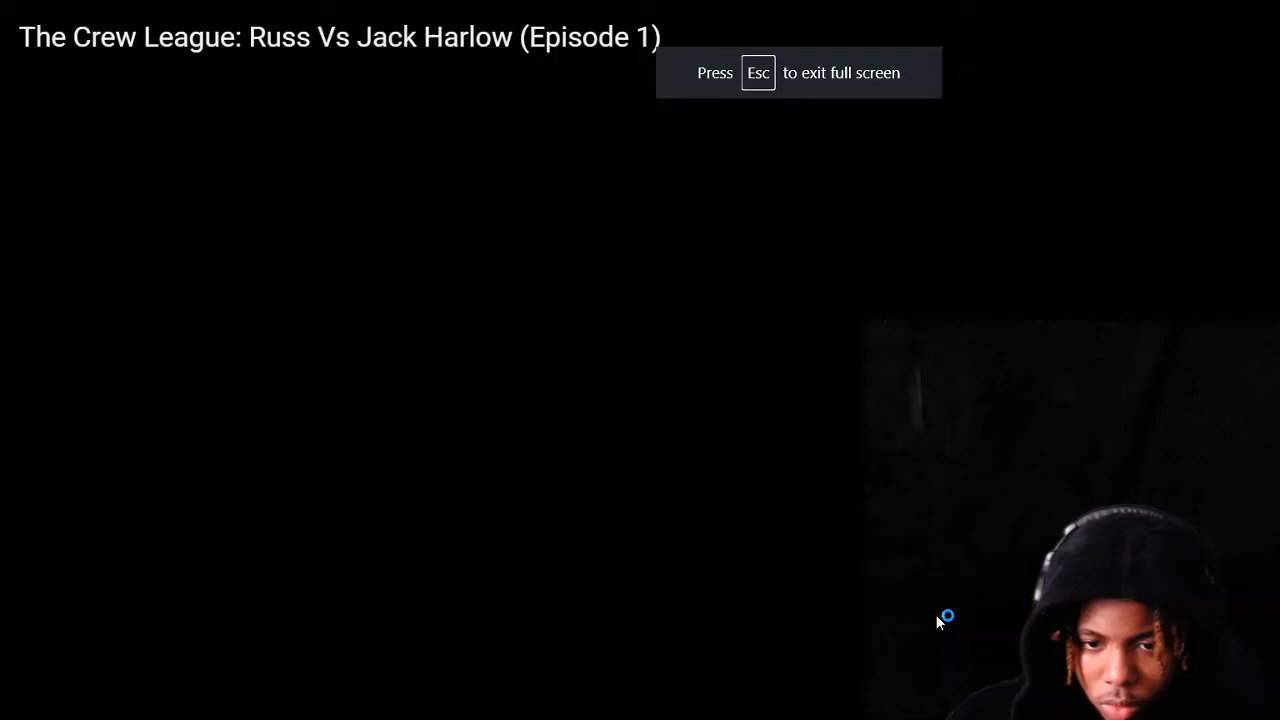 The Crew League: Russ Vs Jack Harlow (Episode 1)
Press Esc to exit full screen